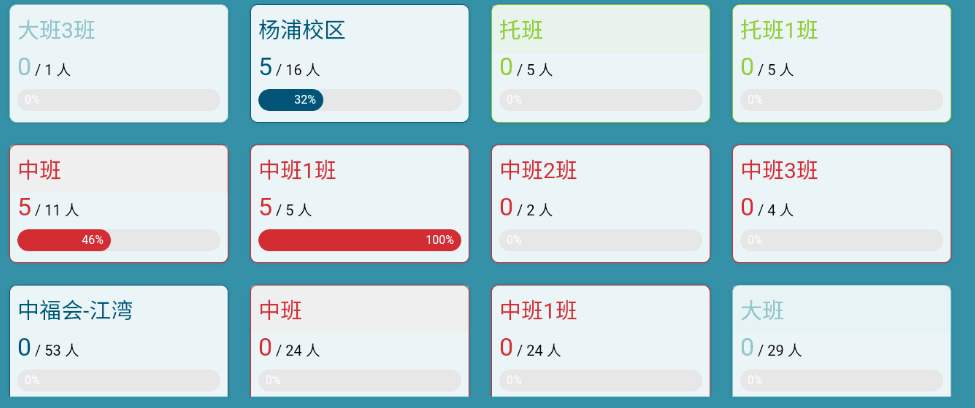 大班3班
0 / 1 人
0%
杨浦校区
5 / 16 人
32%
托班
0 / 5 人
0%
托班1班
0 / 5 人
0%
中班
5 / 11 人
46%
中班1班
5 / 5 人
100%
中班2班
0 / 2 人
0%
中班3班
0 / 4 人
0%
中福会-江湾
0 / 53 人
0%
中班
0 / 24 人
0%
中班1班
0 / 24 人
0%
大班
0 / 29 人
0%